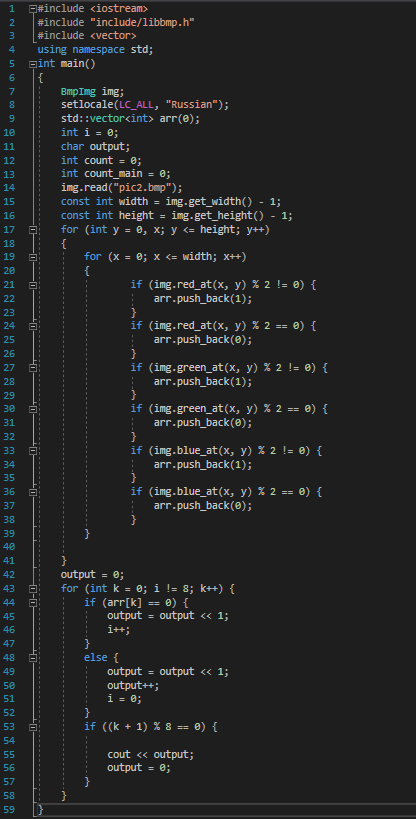 1 #include <iostream>
2 #include "include/libbmp.h"
3 #include <vector>
4 using namespace std;
5 int main()
6 {
7 BmpImg img;
8 setlocale(LC_ALL, "Russian");
9 std::vector<int> arr(0);
10 int i = 0;
11 char output;
12 int count = 0;
13 int count_main = 0;
14 img.read("pic2.bmp");
15 const int width = img.get_width() - 1;
16 const int height = img.get_height() - 1;
17 for (int y = 0, x; y <= height; y++)
18 {
19 for (x = 0; x <= width; x++)
20 {
21 if (img.red_at(x, y) % 2 != 0) {
22 arr.push_back(1);
23 }
24 if (img.red_at(x, y) % 2 == 0) {
25 arr.push_back(0);
26 }
27 if (img.green_at(x, y) % 2 != 0) {
28 arr.push_back(1);
29 }
30 if (img.green_at(x, y) % 2 == 0) {
31 arr.push_back(0);
32 }
33 if (img.blue_at(x, y) % 2 != 0) {
34 arr.push_back(1);
35 }
36 if (img.blue_at(x, y) % 2 == 0) {
37 arr.push_back(0);
38 }
39 }
40
41 }
42 output = 0;
43 for (int k = 0; i != 8; k++) {
44 if (arr[k] == 0) {
45 output = output << 1;
46 i++;
47 }
48 else {
49 output = output << 1;
50 output++;
51 i = 0;
52 }
53 if ((k + 1) % 8 == 0) {
54
55 cout << output;
56 output = 0;
57 }
58 }
59 }